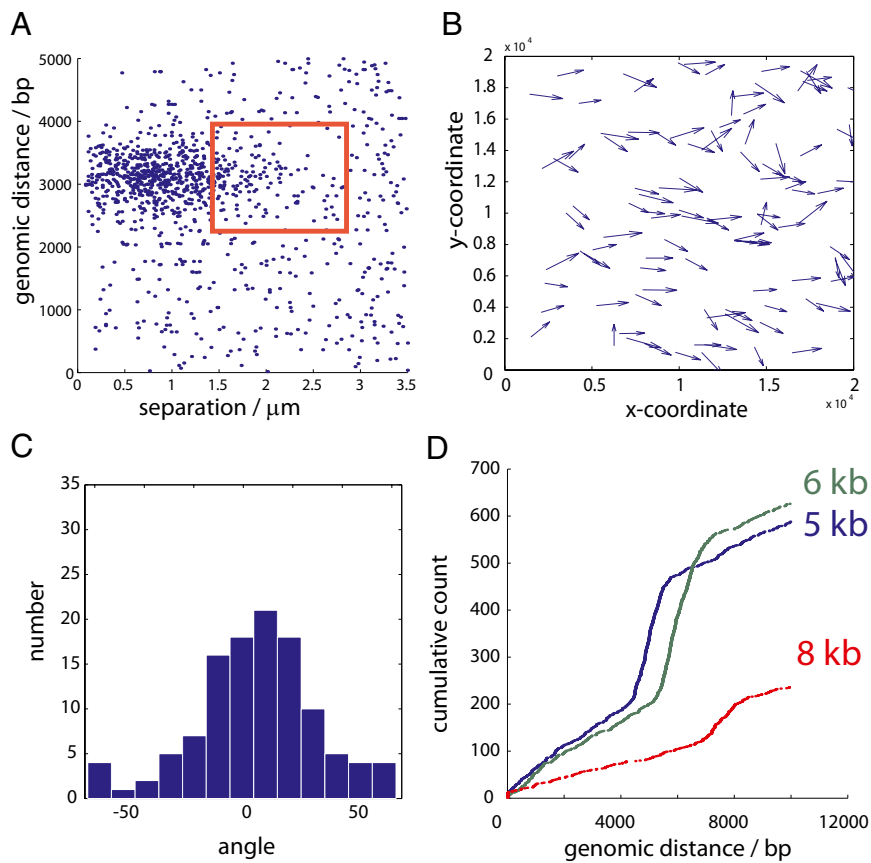 A
genomic distance / bp
5000
4000
3000
2000
1000
0
0 0.5 1 1.5 2 2.5 3 3.5
separation / μm
B
× 10⁴
y-coordinate
2
1.8
1.6
1.4
1.2
1
0.8
0.6
0.4
0.2
0
0 0.5 1 1.5 2
× 10⁴
x-coordinate
C
number
35
30
25
20
15
10
5
0
-50 0 50
angle
D
cumulative count
700
600
500
400
300
200
100
0
6 kb
5 kb
8 kb
0 4000 8000 12000
genomic distance / bp